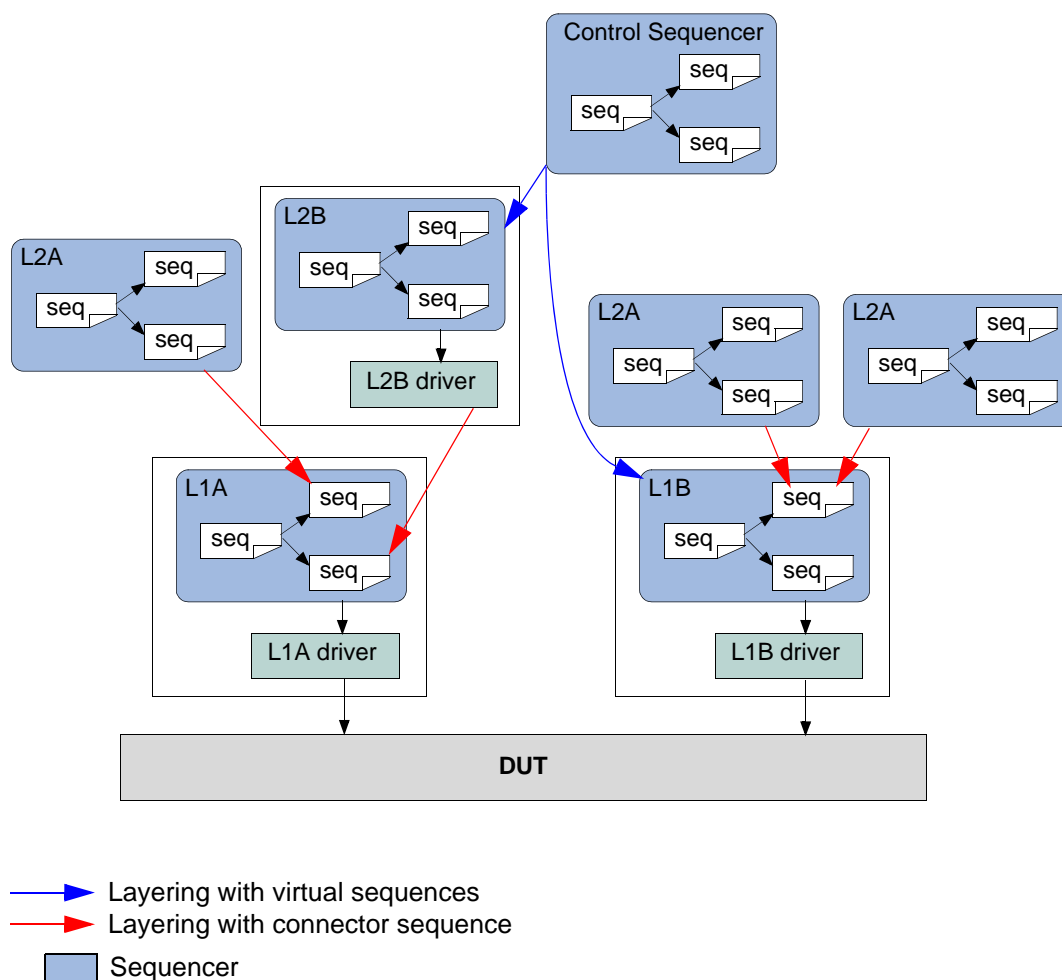 Control Sequencer
seq
seq
seq
L2B
seq
seq
seq
L2B driver
L2A
seq
seq
seq
L2A
seq
seq
seq
L2A
seq
seq
seq
L1A
seq
seq
seq
L1A driver
L1B
seq
seq
seq
L1B driver
DUT
Layering with virtual sequences
Layering with connector sequence
Sequencer